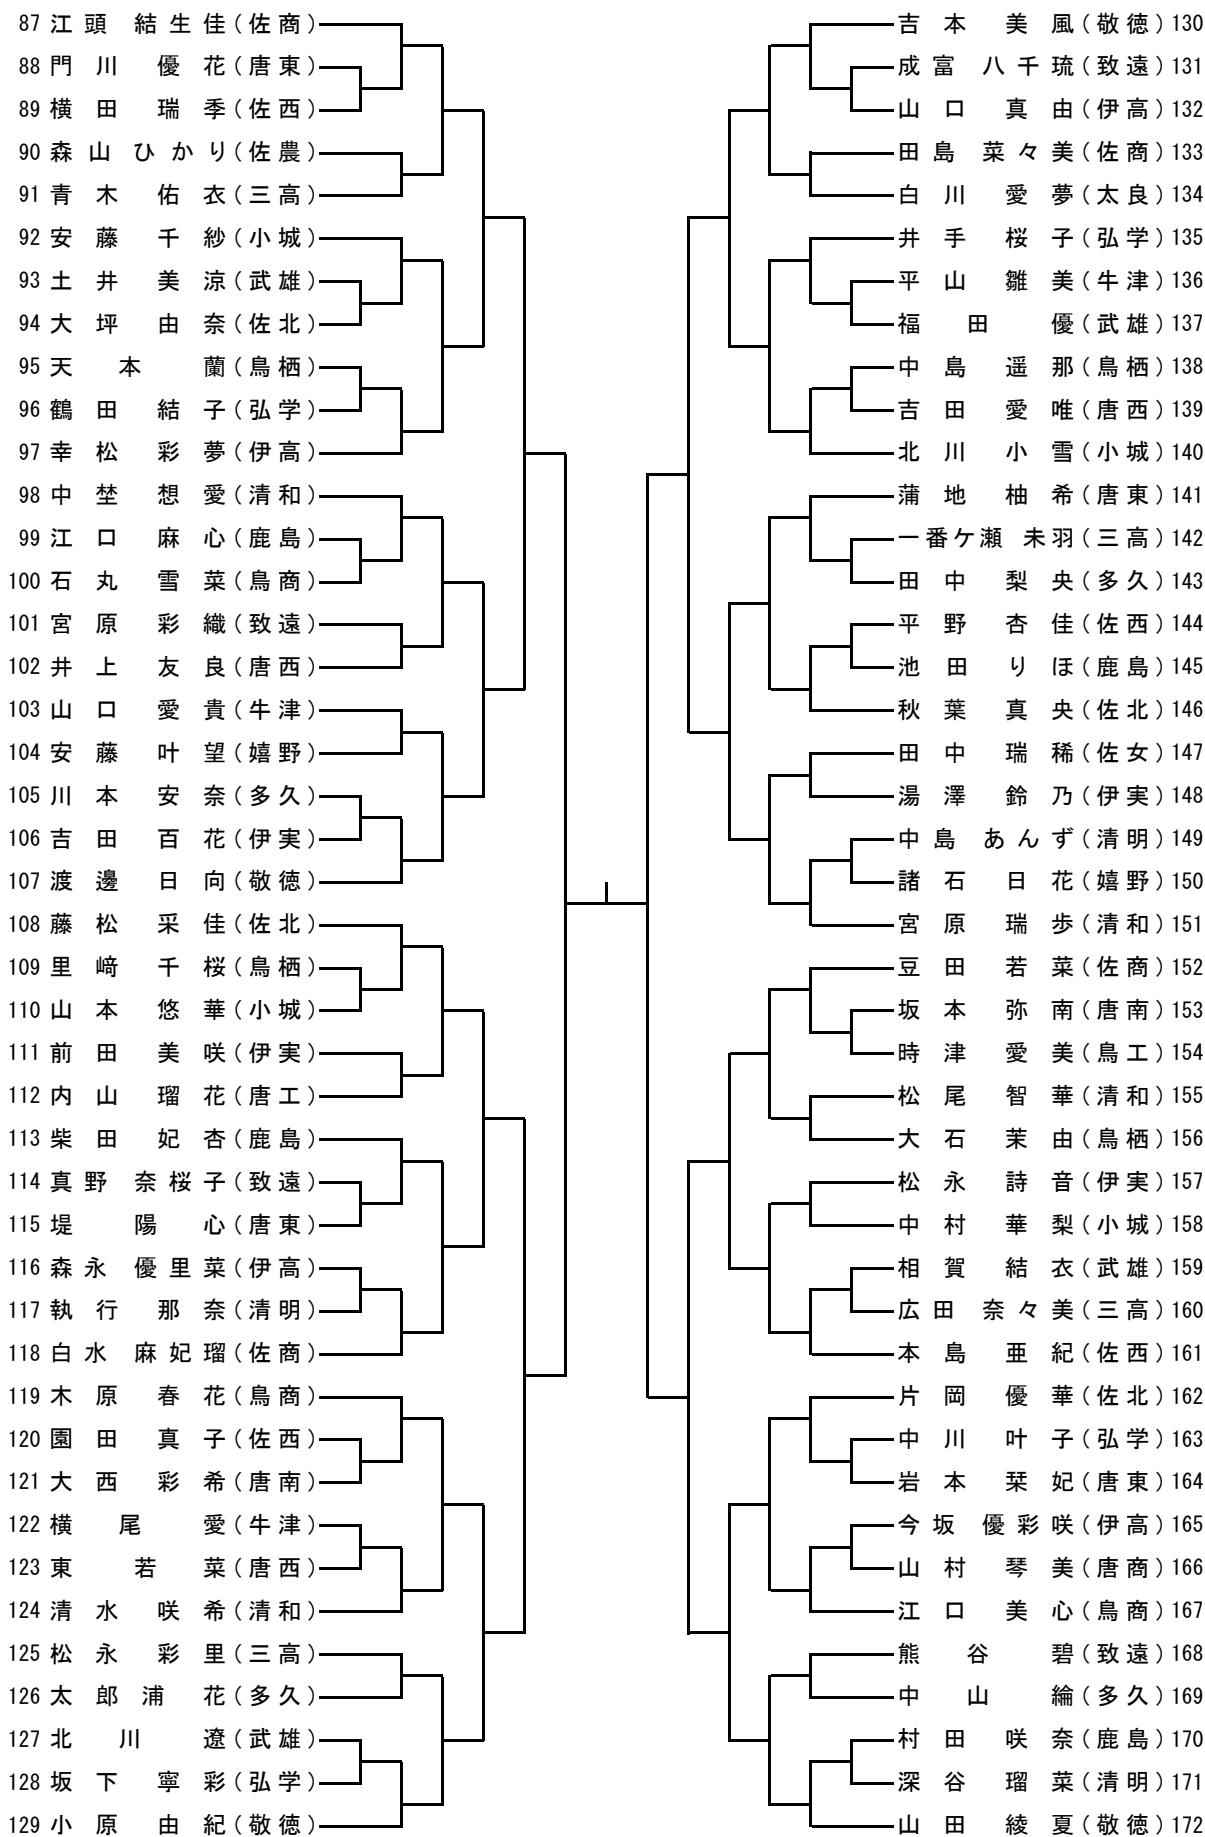 87 江頭 結生佳(佐商)
88 門川 優花(唐東)
89 横田 瑞季(佐西)
90 森山 ひかり(佐農)
91 青木 佑衣(三高)
92 安藤 千紗(小城)
93 土井 美涼(武雄)
94 大坪 由奈(佐北)
95 天本 蘭(鳥栖)
96 鶴田 結子(弘学)
97 幸松 彩夢(伊高)
98 中埜 想愛(清和)
99 江口 麻心(鹿島)
100 石丸 雪菜(鳥商)
101 宮原 彩織(致遠)
102 井上 友良(唐西)
103 山口 愛貴(牛津)
104 安藤 叶望(嬉野)
105 川本 安奈(多久)
106 吉田 百花(伊実)
107 渡邊 日向(敬徳)
108 藤松 采佳(佐北)
109 里﨑 千桜(鳥栖)
110 山本 悠華(小城)
111 前田 美咲(伊実)
112 内山 瑠花(唐工)
113 柴田 妃杏(鹿島)
114 真野 奈桜子(致遠)
115 堤 陽心(唐東)
116 森永 優里菜(伊高)
117 執行 那奈(清明)
118 白水 麻妃瑠(佐商)
119 木原 春花(鳥商)
120 園田 真子(佐西)
121 大西 彩希(唐南)
122 横尾 愛(牛津)
123 東 若菜(唐西)
124 清水 咲希(清和)
125 松永 彩里(三高)
126 太郎浦 花(多久)
127 北川 遼(武雄)
128 坂下 寧彩(弘学)
129 小原 由紀(敬徳)
吉本 美風(敬徳)130
成富 八千琉(致遠)131
山口 真由(伊高)132
田島 菜々美(佐商)133
白川 愛夢(太良)134
井手 桜子(弘学)135
平山 雛美(牛津)136
福田 優(武雄)137
中島 遥那(鳥栖)138
吉田 愛唯(唐西)139
北川 小雪(小城)140
蒲地 柚希(唐東)141
一番ケ瀬 未羽(三高)142
田中 梨央(多久)143
平野 杏佳(佐西)144
池田 りほ(鹿島)145
秋葉 真央(佐北)146
田中 瑞稀(佐女)147
湯澤 鈴乃(伊実)148
中島 あんず(清明)149
諸石 日花(嬉野)150
宮原 瑞歩(清和)151
豆田 若菜(佐商)152
坂本 弥南(唐南)153
時津 愛美(鳥工)154
松尾 智華(清和)155
大石 茉由(鳥栖)156
松永 詩音(伊実)157
中村 華梨(小城)158
相賀 結衣(武雄)159
広田 奈々美(三高)160
本島 亜紀(佐西)161
片岡 優華(佐北)162
中川 叶子(弘学)163
岩本 栞妃(唐東)164
今坂 優彩咲(伊高)165
山村 琴美(唐商)166
江口 美心(鳥商)167
熊谷 碧(致遠)168
中山 綸(多久)169
村田 咲奈(鹿島)170
深谷 瑠菜(清明)171
山田 綾夏(敬徳)172